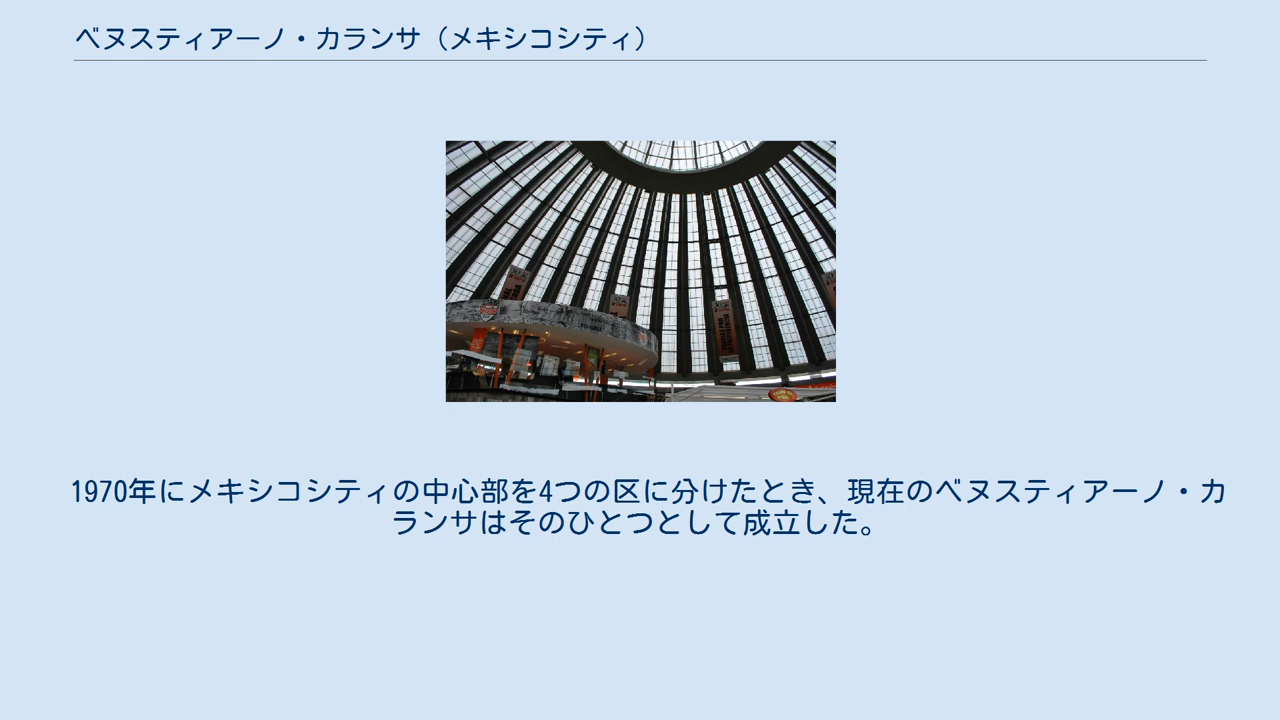 ベヌスティアーノ・カランサ（メキシコシティ）
1970年にメキシコシティの中心部を4つの区に分けたとき、現在のベヌスティアーノ・カ
ランサはそのひとつとして成立した。